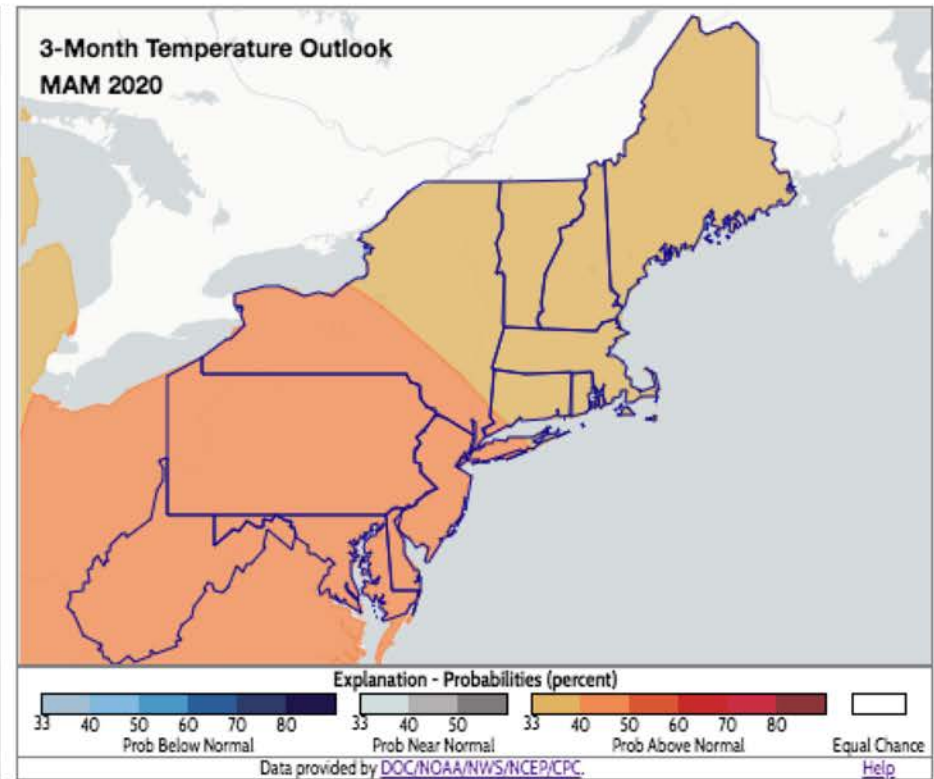 3-Month Temperature Outlook
MAM 2020
Explanation - Probabilities (percent)
33 40 50 60 70 80 33 40 50 33 40 50 60 70 80
Prob Below Normal Prob Near Normal Prob Above Normal Equal Chance
Data provided by DOC/NOAA/NWS/NCEP/CPC. Help